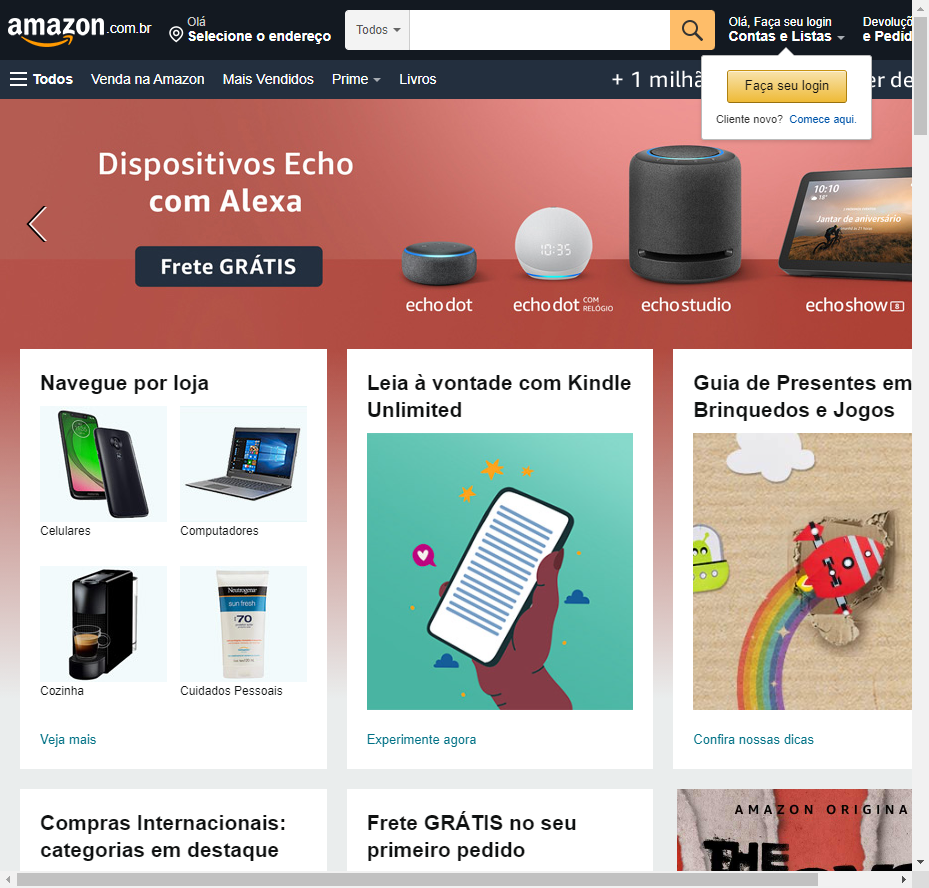 amazon.com.br
Olá
Selecione o endereço
Todos
Olá, Faça seu login
Contas e Listas
Devoluçõ
e Pedid
Todos
Venda na Amazon
Mais Vendidos
Prime
Livros
+ 1 milhã
er de
Faça seu login
Cliente novo? Comece aqui.
Dispositivos Echo
com Alexa
Frete GRÁTIS
10:35
10:10
18°
Jantar de aniversário
echo dot
echo dot COM RELÓGIO
echo studio
echo show 8
Navegue por loja
Celulares
Computadores
Neutrogena
sun fresh
70
Cozinha
Cuidados Pessoais
Veja mais
Leia à vontade com Kindle
Unlimited
Experimente agora
Guia de Presentes em
Brinquedos e Jogos
Confira nossas dicas
Compras Internacionais:
categorias em destaque
Frete GRÁTIS no seu
primeiro pedido
AMAZON ORIGINA
THE